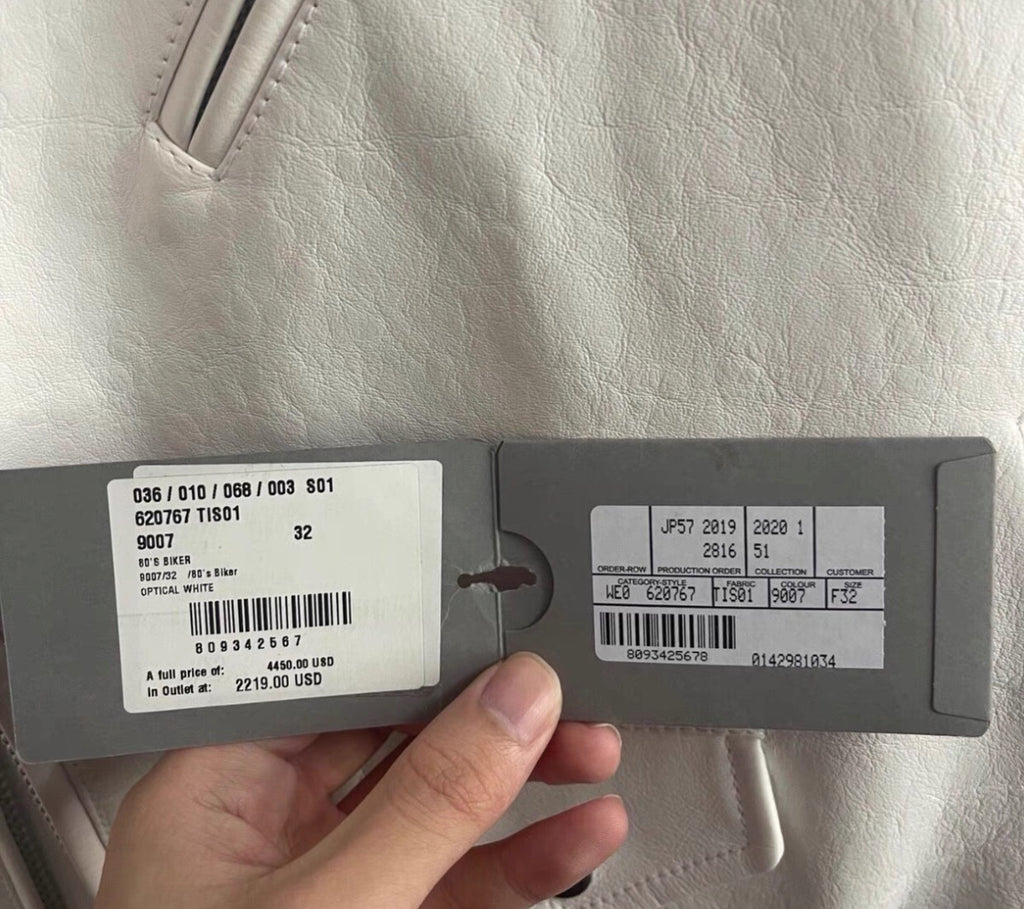 036 / 010 / 068 / 003 S01
620767 TIS01
9007 32
80'S BIKER
9007/32 /80's Biker
OPTICAL WHITE
809342567
A full price of: 4450.00 USD
In Outlet at: 2219.00 USD
JP57 2019 2020 1
2816 51
ORDER-ROW PRODUCTION ORDER COLLECTION CUSTOMER
CATEGORY-STYLE FABRIC COLOUR SIZE
WE0 620767 TIS01 9007 F32
8093425678 0142981034